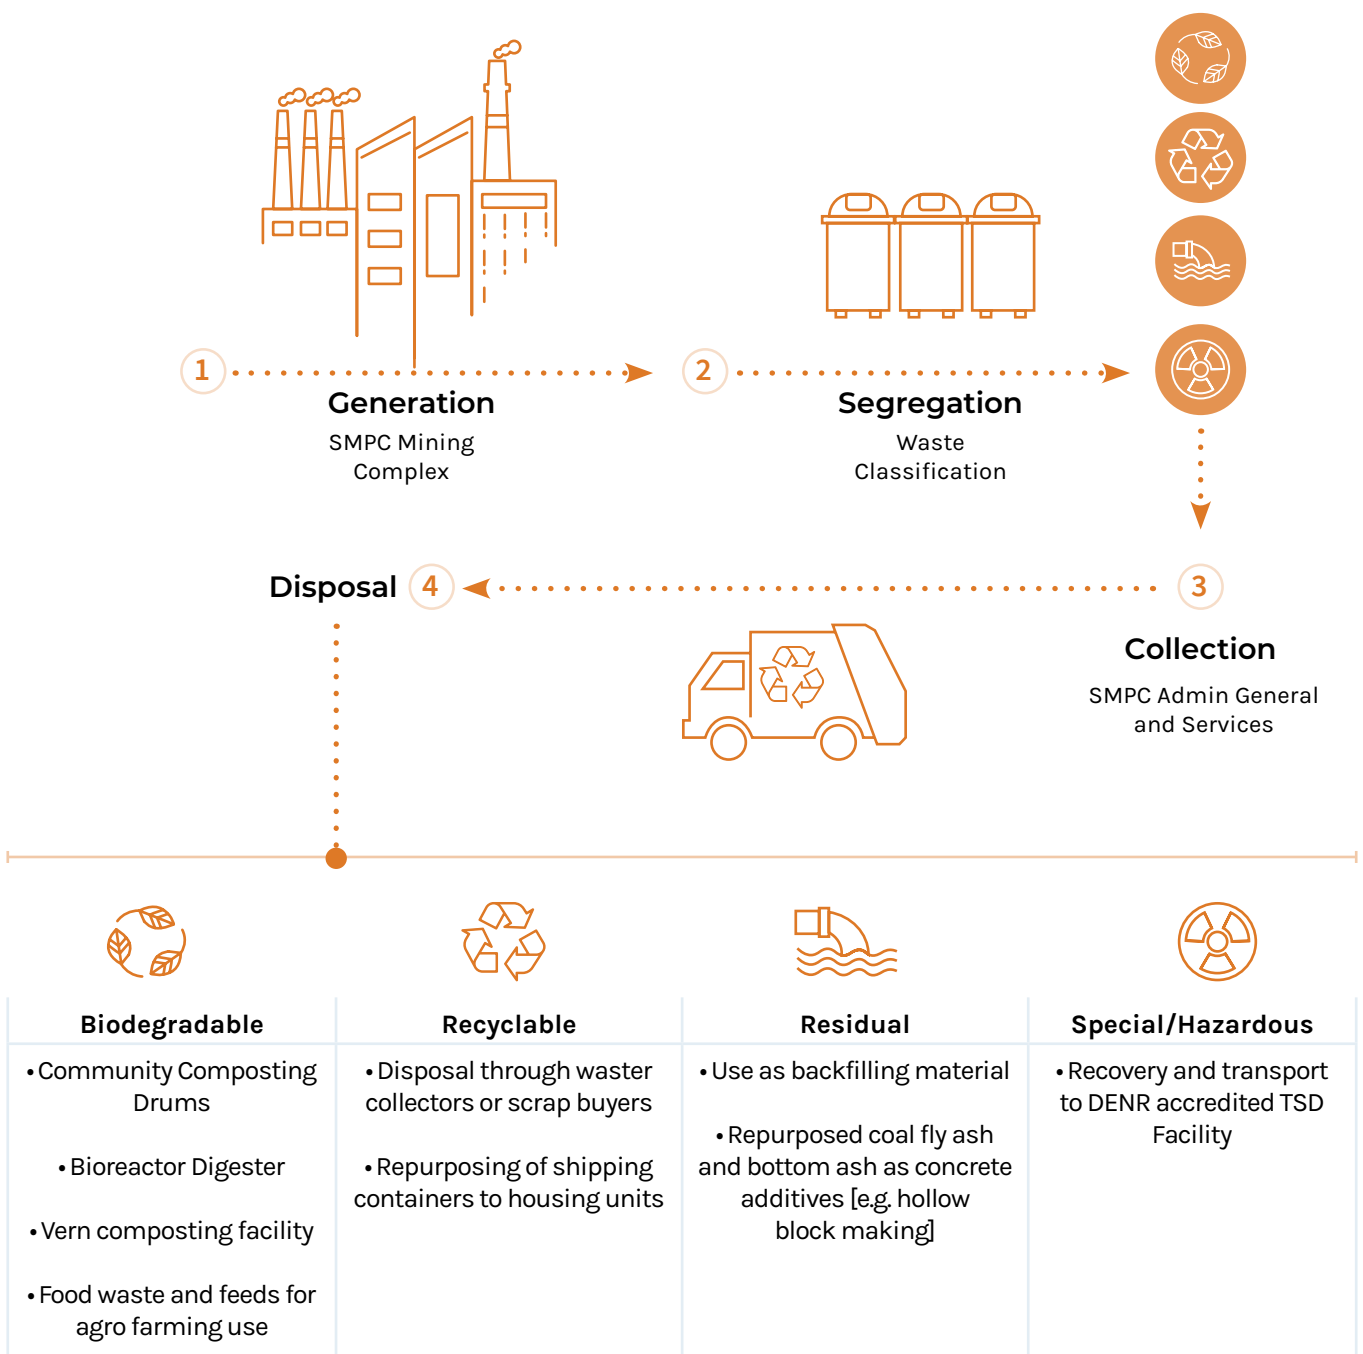 1
Generation
SMPC Mining
Complex
2
Segregation
Waste
Classification
3
Collection
SMPC Admin General
and Services
Disposal 4
Biodegradable
• Community Composting
Drums
• Bioreactor Digester
• Vern composting facility
• Food waste and feeds for
agro farming use
Recyclable
• Disposal through waster
collectors or scrap buyers
• Repurposing of shipping
containers to housing units
Residual
• Use as backfilling material
• Repurposed coal fly ash
and bottom ash as concrete
additives [e.g. hollow
block making]
Special/Hazardous
• Recovery and transport
to DENR accredited TSD
Facility